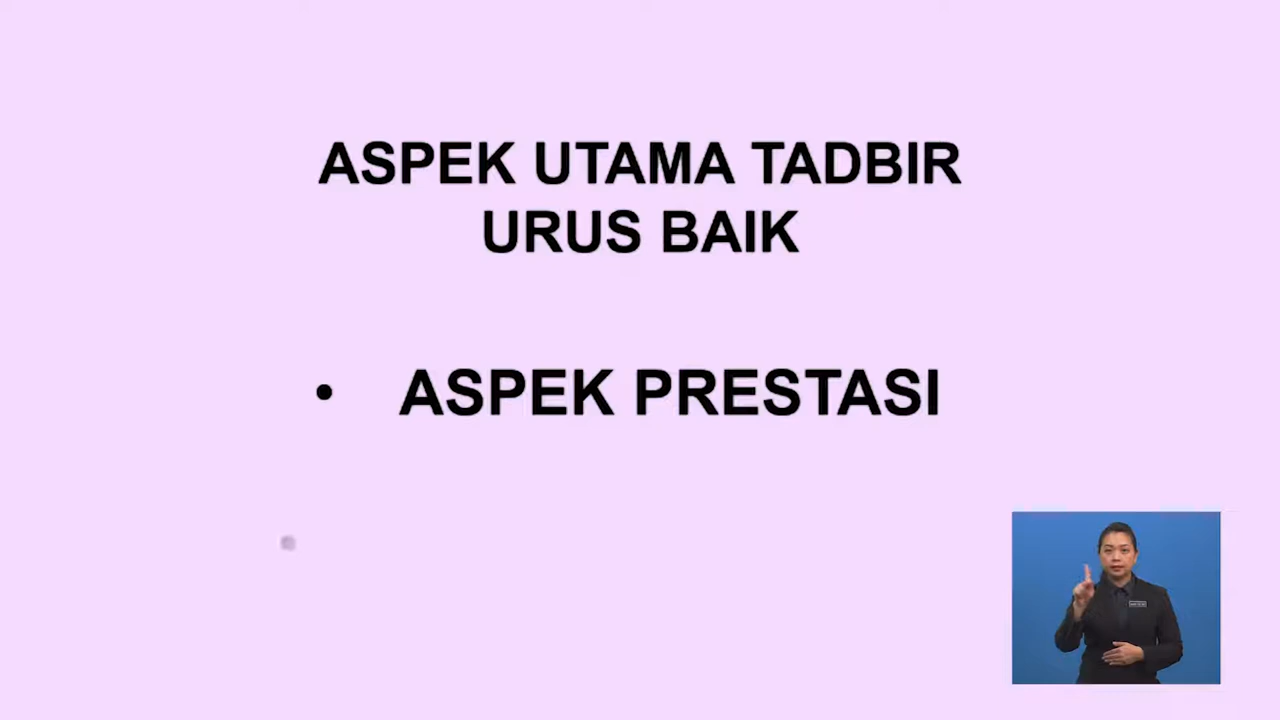 ASPEK UTAMA TADBIR
URUS BAIK
• ASPEK PRESTASI